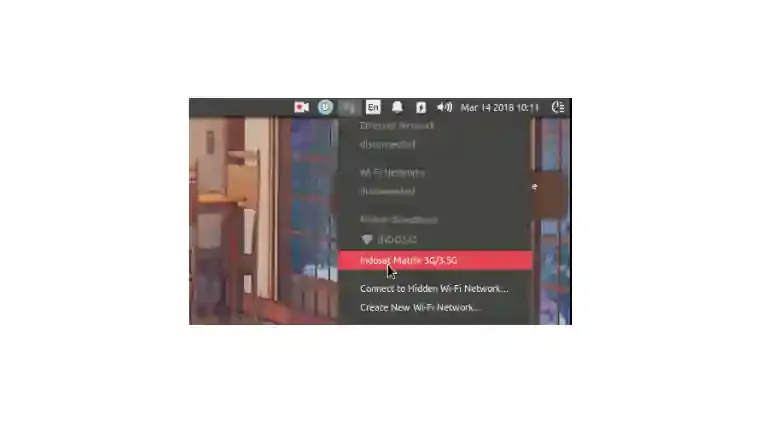 En
Mar 14 2018 10:11
Ethernet Network
disconnected
Wi-Fi Networks
disconnected
Mobile Broadband
INDOSAT
Indosat Matrix 3G/3.5G
Connect to Hidden Wi-Fi Network...
Create New Wi-Fi Network...
e